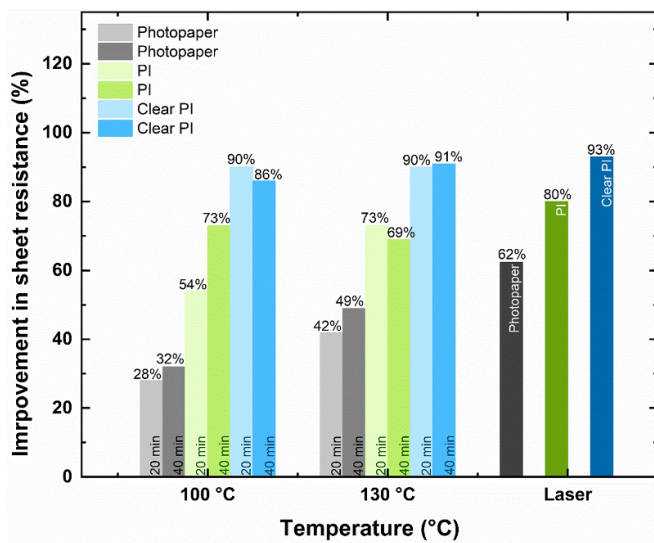 Imrpovement in sheet resistance (%)
120
100
80
60
40
20
0
Photopaper
Photopaper
PI
PI
Clear PI
Clear PI
28%
32%
54%
73%
90%
86%
42%
49%
73%
69%
90%
91%
62%
80%
93%
20 min
40 min
20 min
40 min
20 min
40 min
20 min
40 min
20 min
40 min
20 min
40 min
Photopaper
PI
Clear PI
100 °C
130 °C
Laser
Temperature (°C)